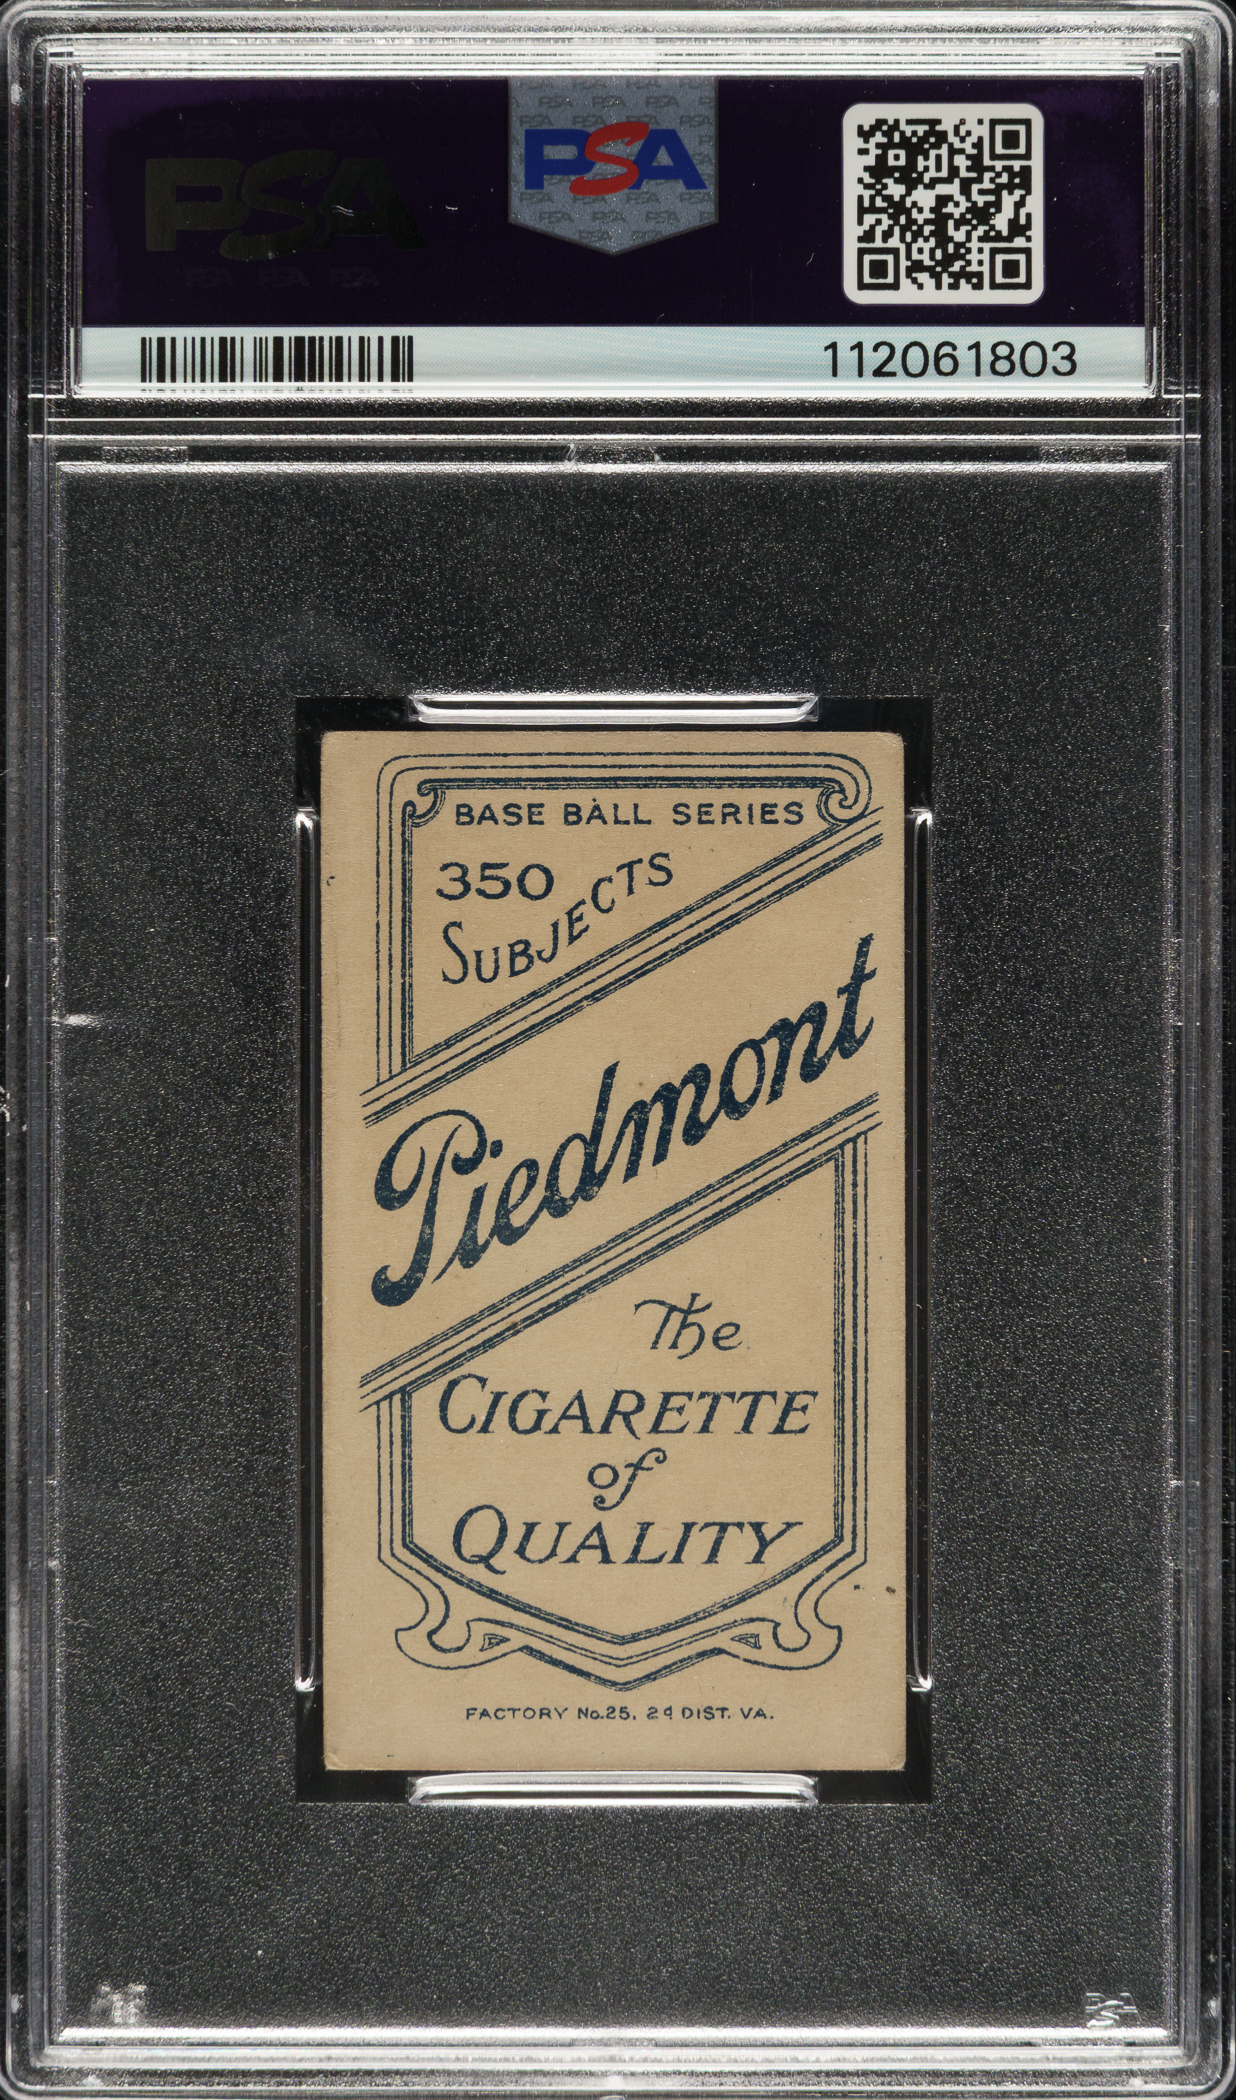 PSA
PSA
112061803
BASE BALL SERIES
350
SUBJECTS
Piedmont
The
CIGARETTE
of
QUALITY
FACTORY No.25, 2d DIST. VA.
PSA